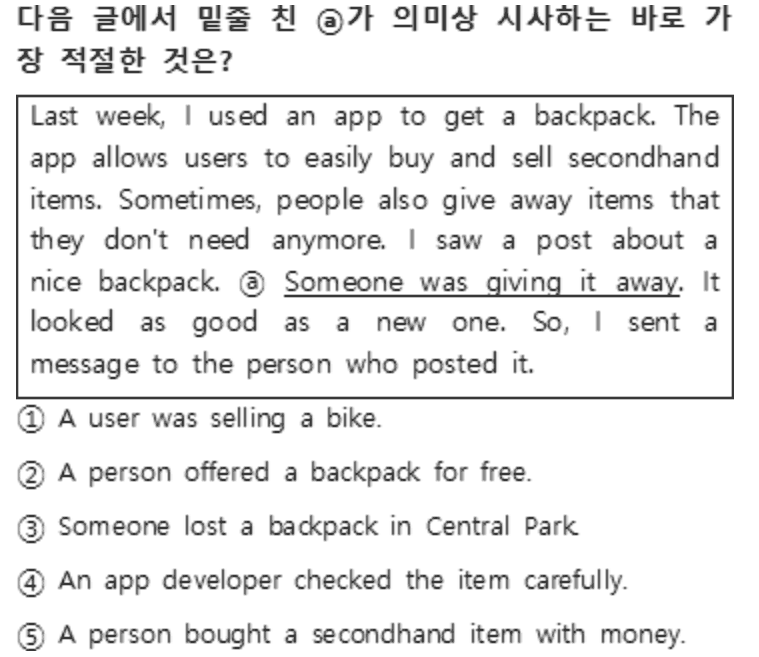 다음 글에서 밑줄 친 ⓐ가 의미상 시사하는 바로 가
장 적절한 것은?
Last week, I used an app to get a backpack. The
app allows users to easily buy and sell secondhand
items. Sometimes, people also give away items that
they don't need anymore. I saw a post about a
nice backpack. ⓐ Someone was giving it away. It
looked as good as a new one. So, I sent a
message to the person who posted it.
① A user was selling a bike.
② A person offered a backpack for free.
③ Someone lost a backpack in Central Park.
④ An app developer checked the item carefully.
⑤ A person bought a secondhand item with money.